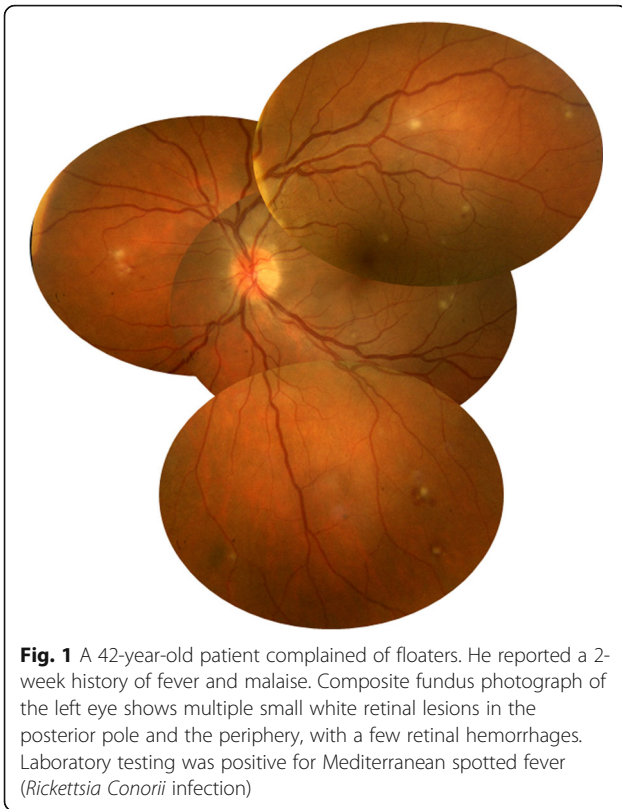 Fig. 1 A 42-year-old patient complained of floaters. He reported a 2-
week history of fever and malaise. Composite fundus photograph of
the left eye shows multiple small white retinal lesions in the
posterior pole and the periphery, with a few retinal hemorrhages.
Laboratory testing was positive for Mediterranean spotted fever
(Rickettsia Conorii infection)